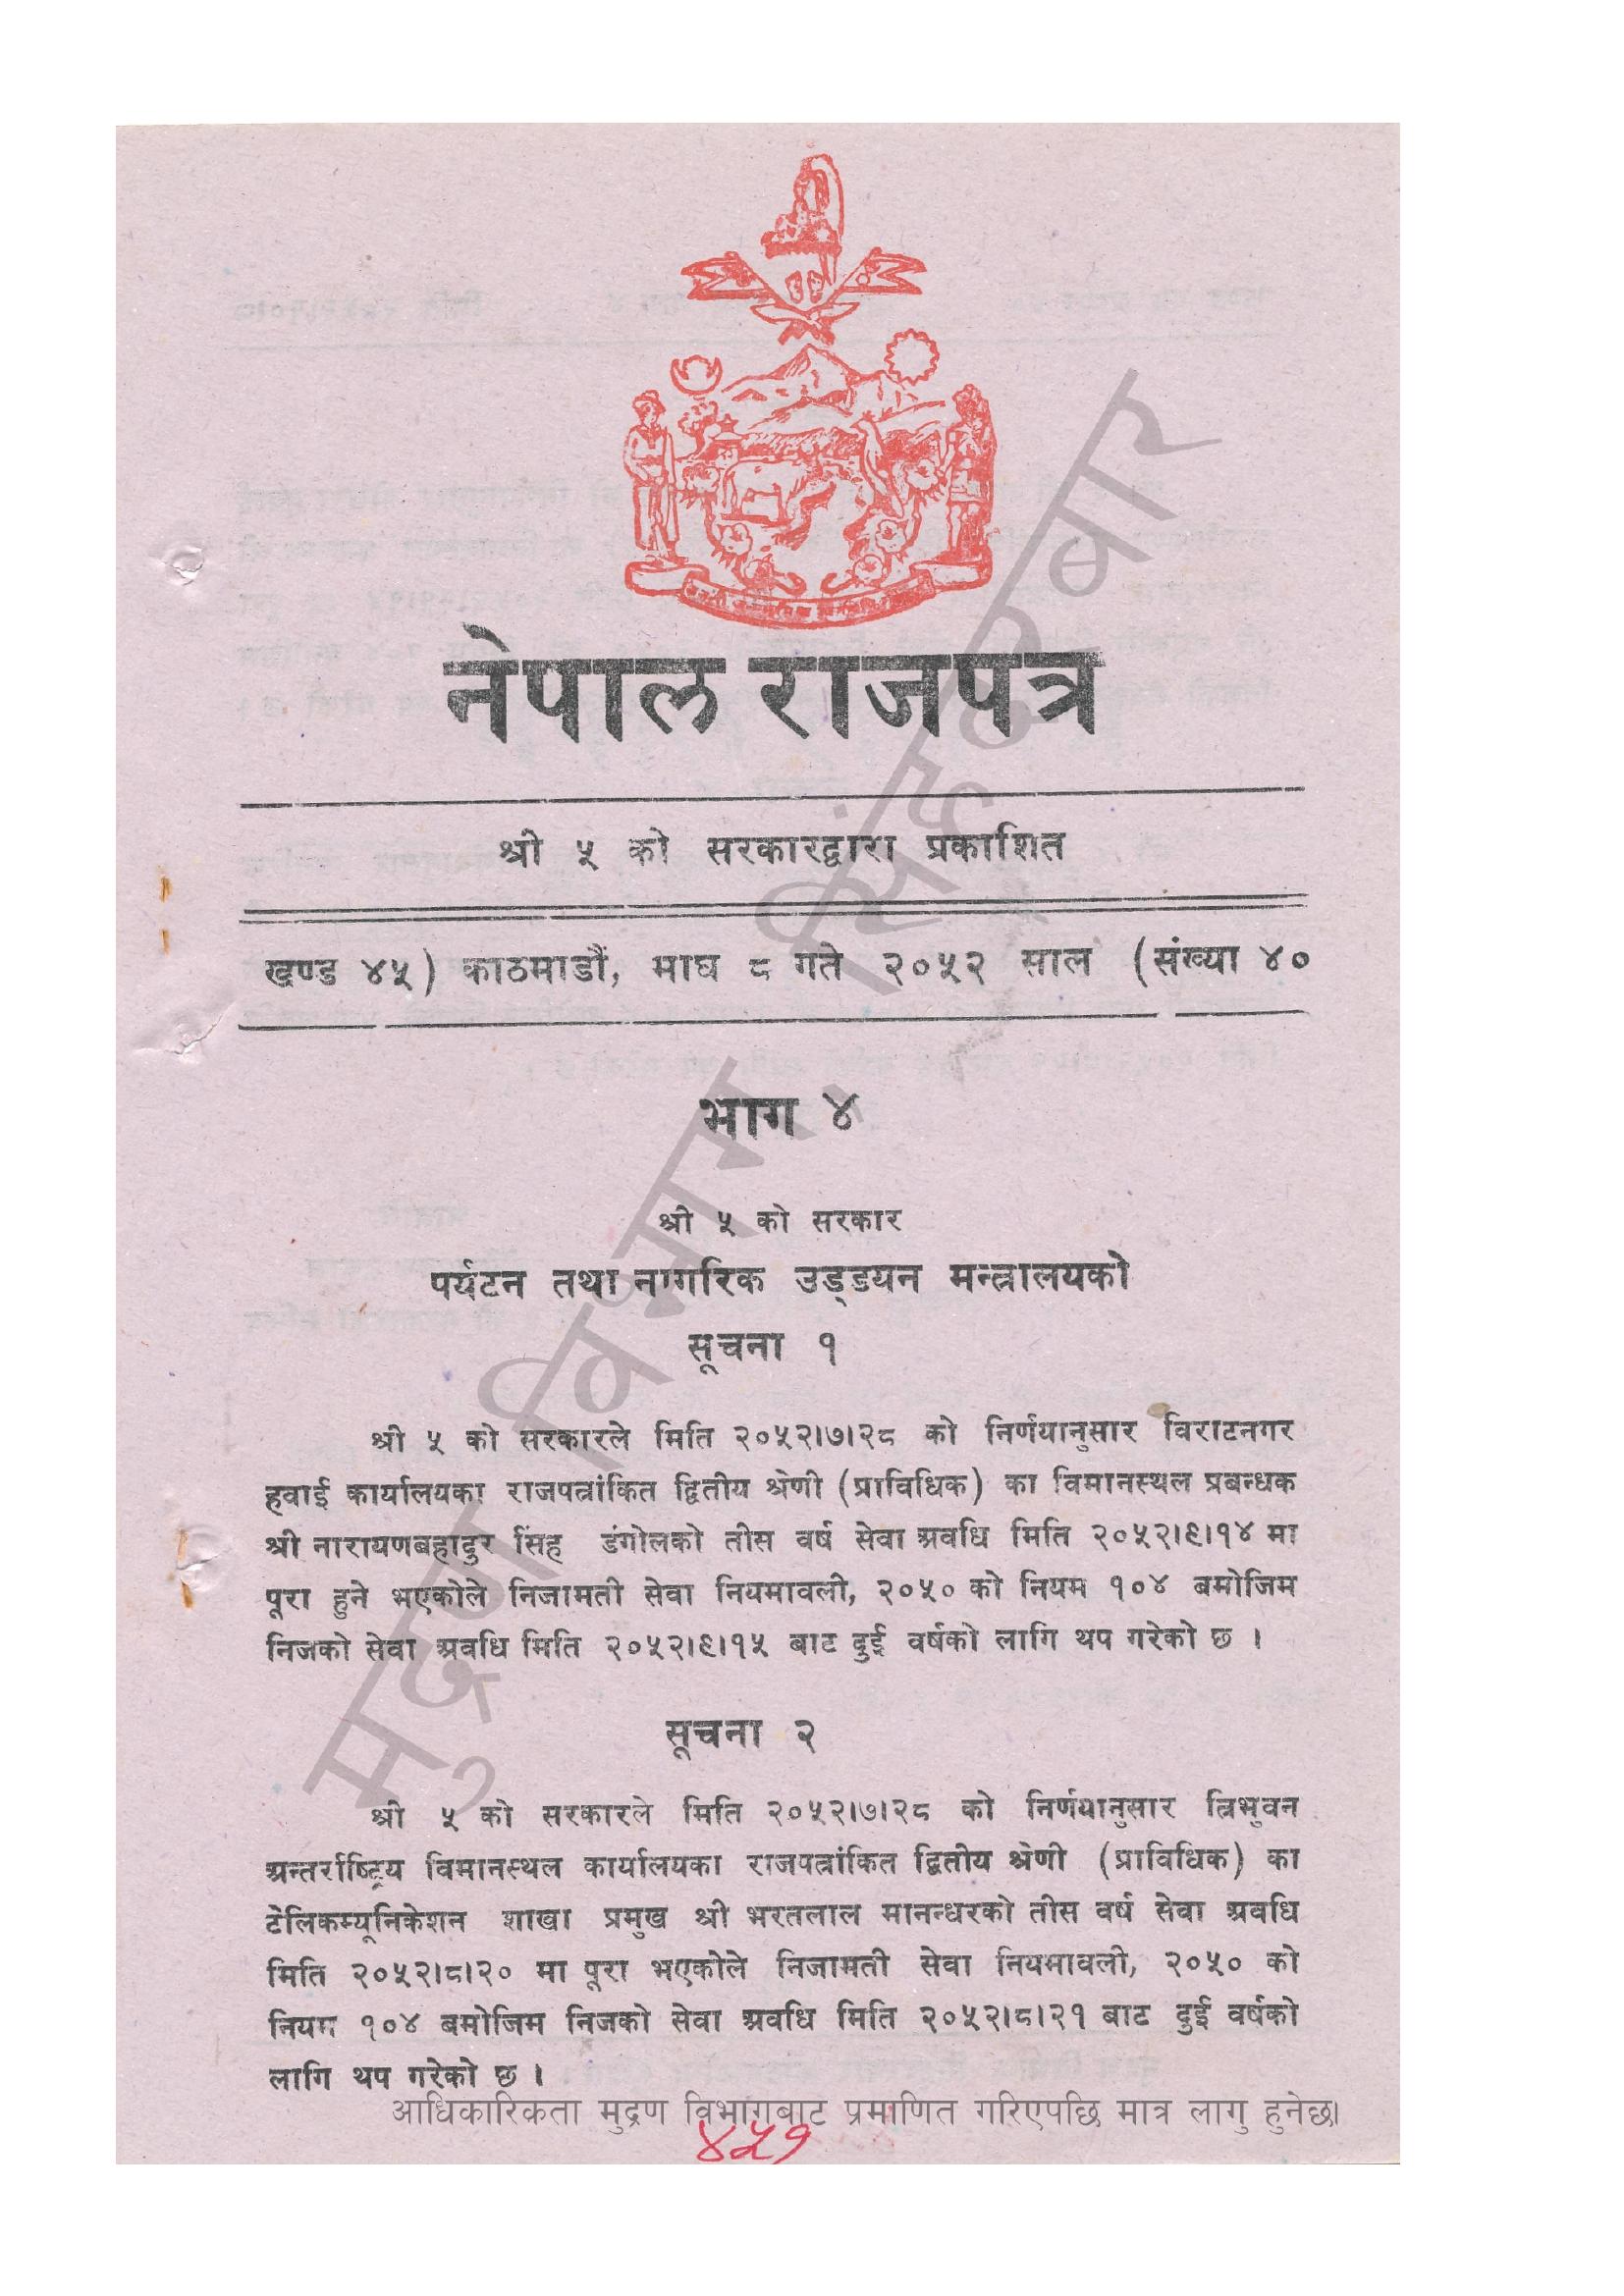 नेपाल राजपत्र
श्री ५ को सरकारद्वारा प्रकाशित
खण्ड ४५) काठमाडौं, माघ ८ गते २०५२ साल (संख्या ४०
भाग ४
श्री ५ को सरकार
पर्यटन तथा नागरिक उड्डयन मन्त्रालयको
सूचना १
श्री ५ को सरकारले मिति २०५२।७।२८ को निर्णयानुसार विराटनगर
हवाई कार्यालयका राजपत्रांकित द्वितीय श्रेणी (प्राविधिक) का विमानस्थल प्रबन्धक
श्री नारायणबहादुर सिंह डंगोलको तीस वर्ष सेवा अवधि मिति २०५२।९।१४ मा
पूरा हुने भएकोले निजामती सेवा नियमावली, २०५० को नियम १०४ बमोजिम
निजको सेवा अवधि मिति २०५२।९।१५ बाट दुई वर्षको लागि थप गरेको छ ।
सूचना २
श्री ५ को सरकारले मिति २०५२।७।२८ को निर्णयानुसार त्रिभुवन
अन्तर्राष्ट्रिय विमानस्थल कार्यालयका राजपत्रांकित द्वितीय श्रेणी (प्राविधिक) का
टेलिकम्यूनिकेशन शाखा प्रमुख श्री भरतलाल मानन्धरको तीस वर्ष सेवा अवधि
मिति २०५२।८।२० मा पूरा भएकोले निजामती सेवा नियमावली, २०५० को
नियम १०४ बमोजिम निजको सेवा अवधि मिति २०५२।८।२१ बाट दुई वर्षको
लागि थप गरेको छ ।
आधिकारिकता मुद्रण विभागबाट प्रमाणित गरिएपछि मात्र लागु हुनेछ।
४५७
मुद्रण विभाग, सिंहदरवार